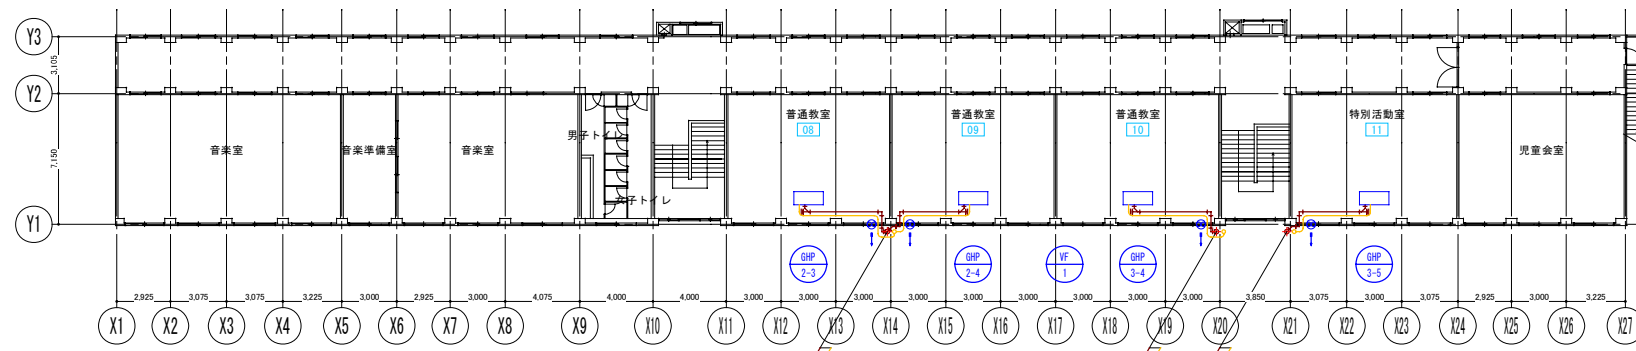 Y3
3,105
Y2
普通教室
普通教室
普通教室
特別活動室
08
09
10
11
男子トイレ
音楽室
音楽準備室
音楽室
児童会室
7,150
女子トイレ
Y1
GHP
2-3
GHP
2-4
VF
1
GHP
3-4
GHP
3-5
2,925 3,075 3,075 3,225 3,000 2,925 3,000 4,075 4,000 4,000 3,000 3,000 3,000 3,000 3,000 3,000 3,000 3,000 3,000 3,850 3,075 3,000 3,075 2,925 3,000 3,225
X1 X2 X3 X4 X5 X6 X7 X8 X9 X10 X11 X12 X13 X14 X15 X16 X17 X18 X19 X20 X21 X22 X23 X24 X25 X26 X27